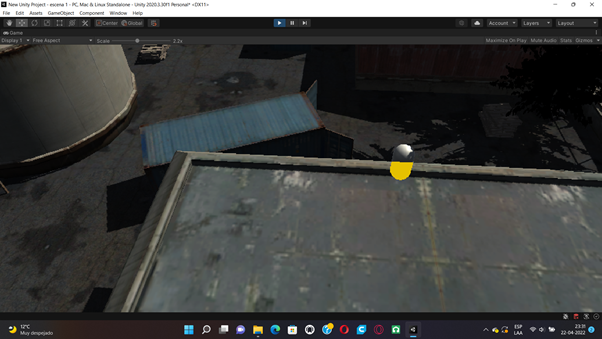 New Unity Project - escena 1 - PC, Mac & Linux Standalone - Unity 2020.3.30f1 Personal* <DX11>
File Edit Assets GameObject Component Window Help
Center Global Account Layers Layout
Game
Display 1 Free Aspect Scale 2.2x Maximize On Play Mute Audio Stats Gizmos
12°C
Muy despejado
ESP
LAA
23:31
22-04-2022